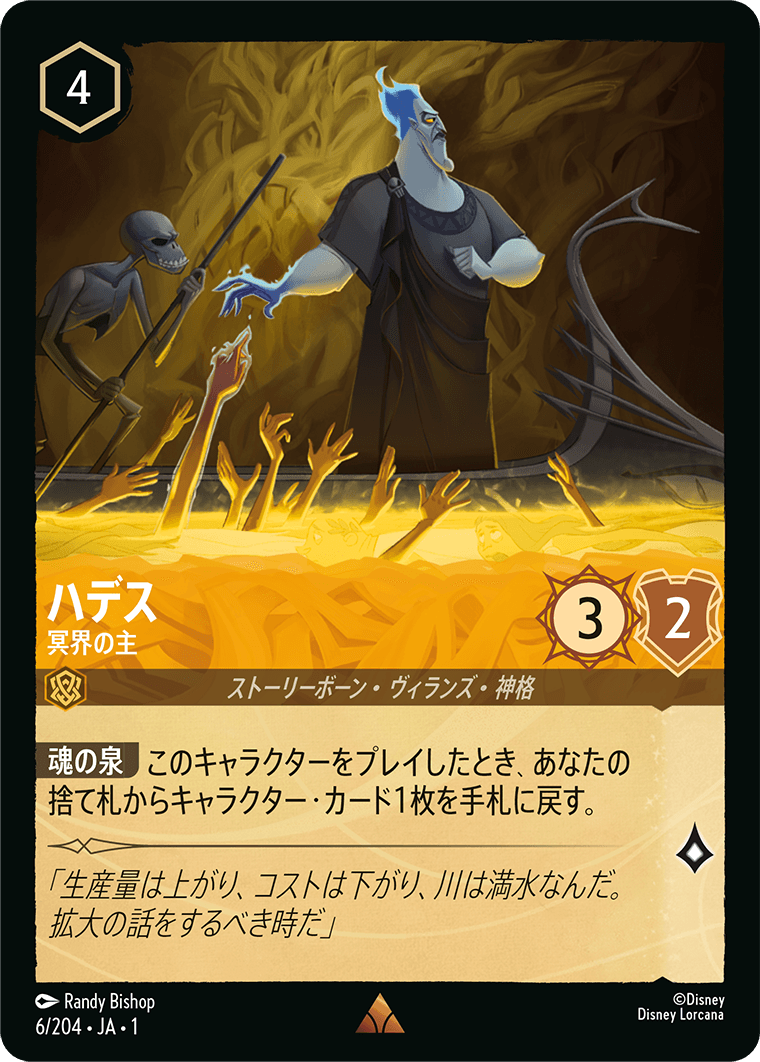 4
ハデス
冥界の主
3
2
ストーリーボーン・ヴィランズ・神格
魂の泉 このキャラクターをプレイしたとき、あなたの
捨て札からキャラクター・カード1枚を手札に戻す。
「生産量は上がり、コストは下がり、川は満水なんだ。
拡大の話をするべき時だ」
Randy Bishop
6/204・JA・1
©Disney
Disney Lorcana